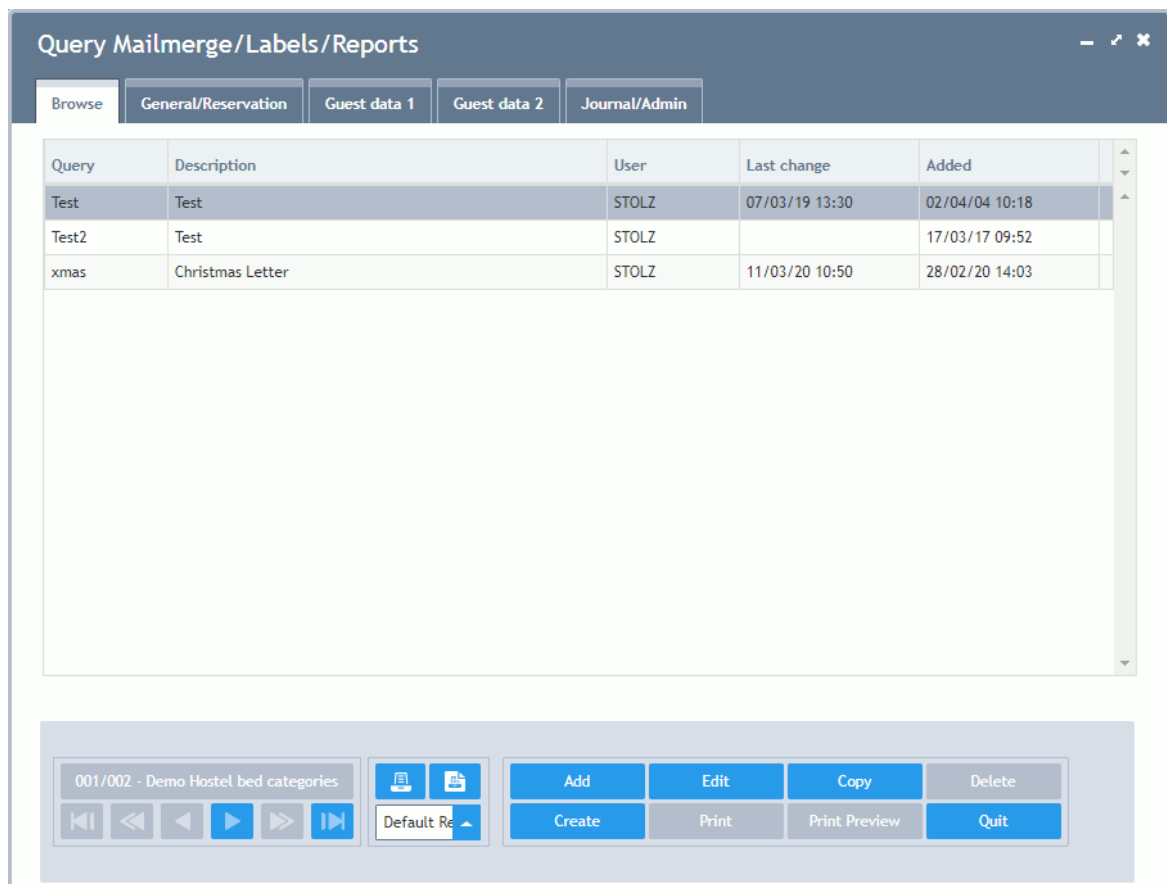 Query Mailmerge/Labels/Reports
Browse General/Reservation Guest data 1 Guest data 2 Journal/Admin
Query Description User Last change Added
Test Test STOLZ 07/03/19 13:30 02/04/04 10:18
Test2 Test STOLZ 17/03/17 09:52
xmas Christmas Letter STOLZ 11/03/20 10:50 28/02/20 14:03
001/002 - Demo Hostel bed categories Add Edit Copy Delete
Default Re Create Print Print Preview Quit